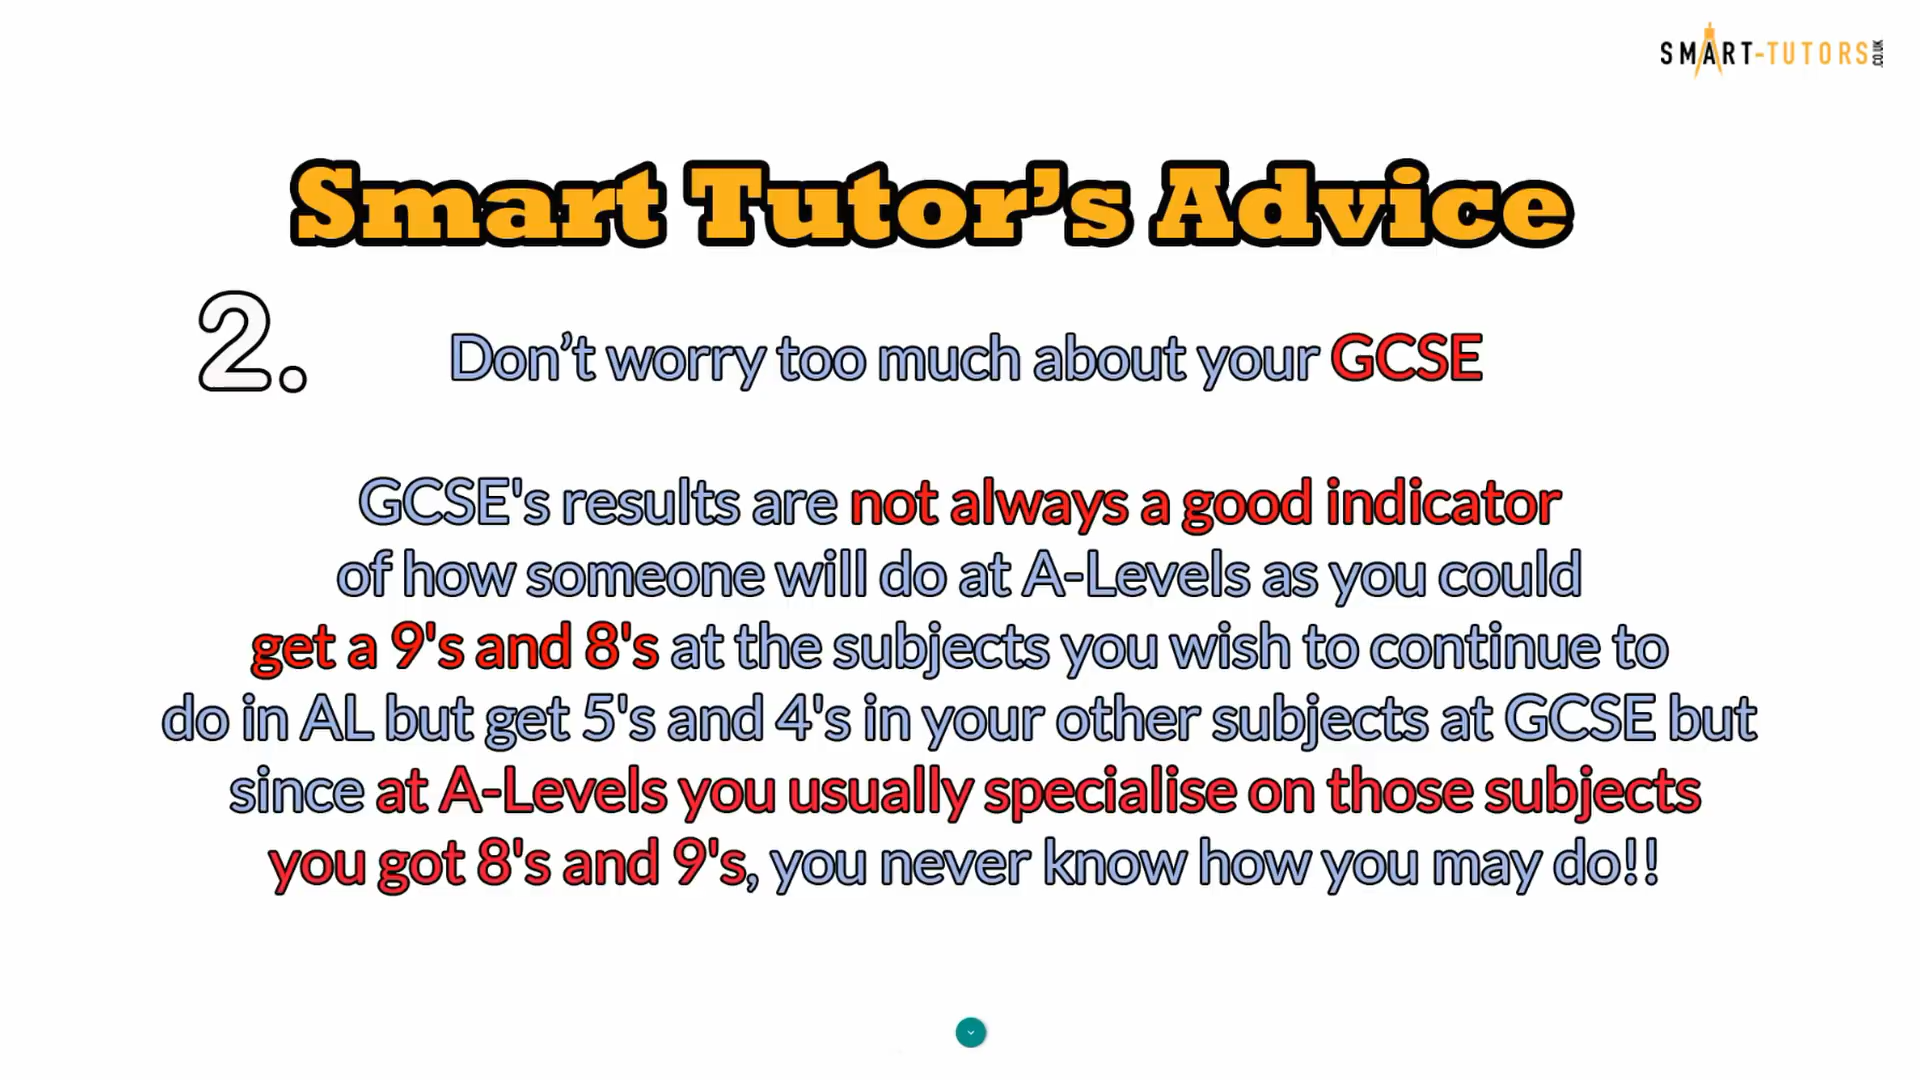 SMART-TUTORS.CO.UK
Smart Tutor’s Advice
2.
Don’t worry too much about your GCSE
GCSE's results are not always a good indicator
of how someone will do at A-Levels as you could
get a 9's and 8's at the subjects you wish to continue to
do in AL but get 5's and 4's in your other subjects at GCSE but
since at A-Levels you usually specialise on those subjects
you got 8's and 9's, you never know how you may do!!